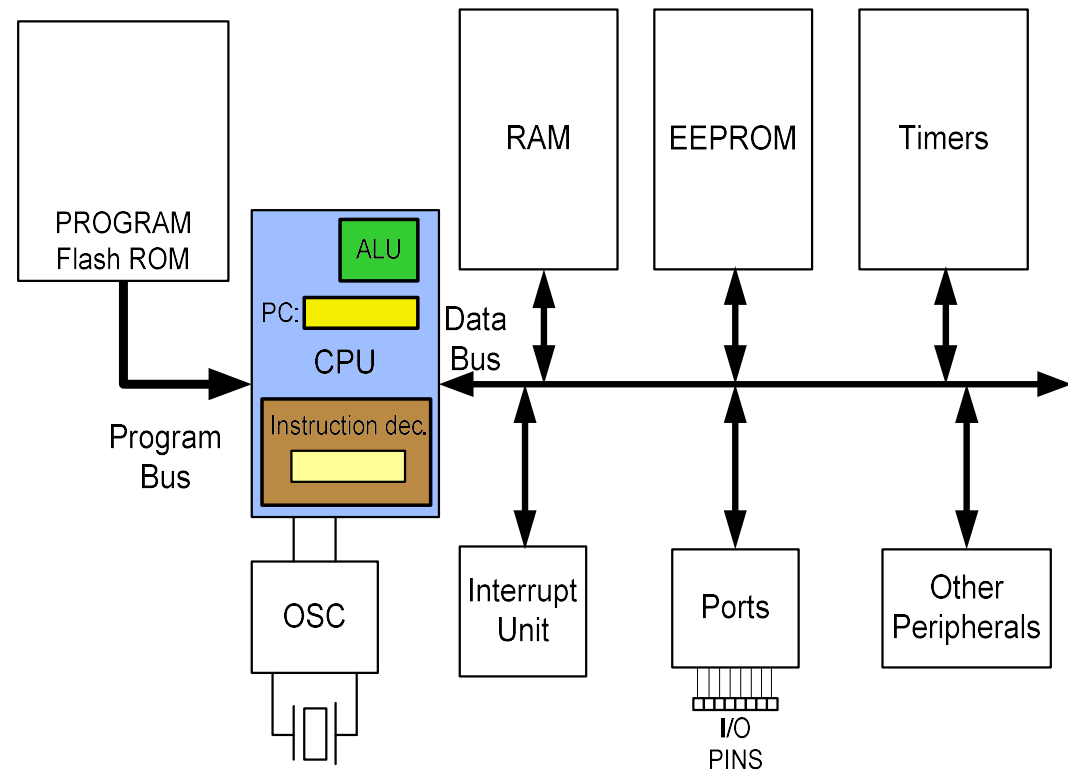 PROGRAM
Flash ROM
RAM
EEPROM
Timers
ALU
PC:
CPU
Instruction dec.
Data
Bus
Program
Bus
OSC
Interrupt
Unit
Ports
I/O
PINS
Other
Peripherals